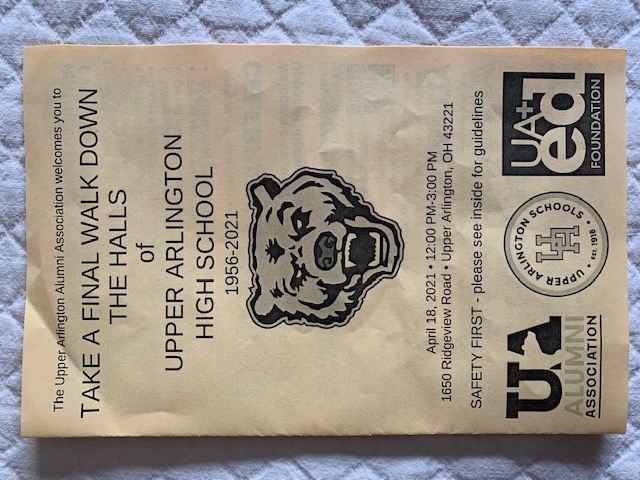 The Upper Arlington Alumni Association welcomes you to
TAKE A FINAL WALK DOWN
THE HALLS
of
UPPER ARLINGTON
HIGH SCHOOL
1956-2021
April 18, 2021 • 12:00 PM-3:00 PM
1650 Ridgeview Road • Upper Arlington, OH 43221
SAFETY FIRST - please see inside for guidelines
UA
ALUMNI
ASSOCIATION
UPPER ARLINGTON SCHOOLS •
UA
EST. 1918 •
UA+
ed
FOUNDATION